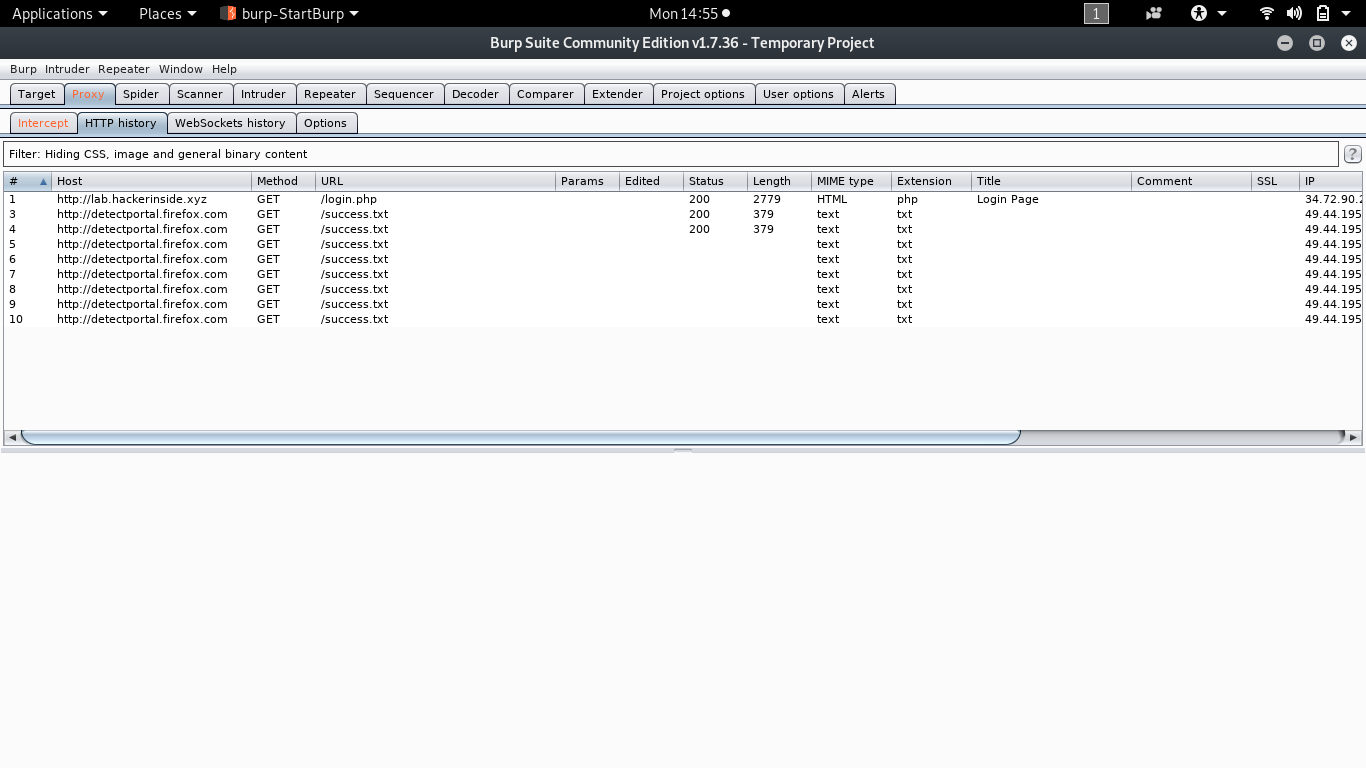 Applications Places burp-StartBurp Mon 14:55 1
Burp Suite Community Edition v1.7.36 - Temporary Project
Burp Intruder Repeater Window Help
Target Proxy Spider Scanner Intruder Repeater Sequencer Decoder Comparer Extender Project options User options Alerts
Intercept HTTP history WebSockets history Options
Filter: Hiding CSS, image and general binary content ?
# Host Method URL Params Edited Status Length MIME type Extension Title Comment SSL IP
1 http://lab.hackerinside.xyz GET /login.php 200 2779 HTML php Login Page 34.72.90.2
3 http://detectportal.firefox.com GET /success.txt 200 379 text txt 49.44.195
4 http://detectportal.firefox.com GET /success.txt 200 379 text txt 49.44.195
5 http://detectportal.firefox.com GET /success.txt text txt 49.44.195
6 http://detectportal.firefox.com GET /success.txt text txt 49.44.195
7 http://detectportal.firefox.com GET /success.txt text txt 49.44.195
8 http://detectportal.firefox.com GET /success.txt text txt 49.44.195
9 http://detectportal.firefox.com GET /success.txt text txt 49.44.195
10 http://detectportal.firefox.com GET /success.txt text txt 49.44.195